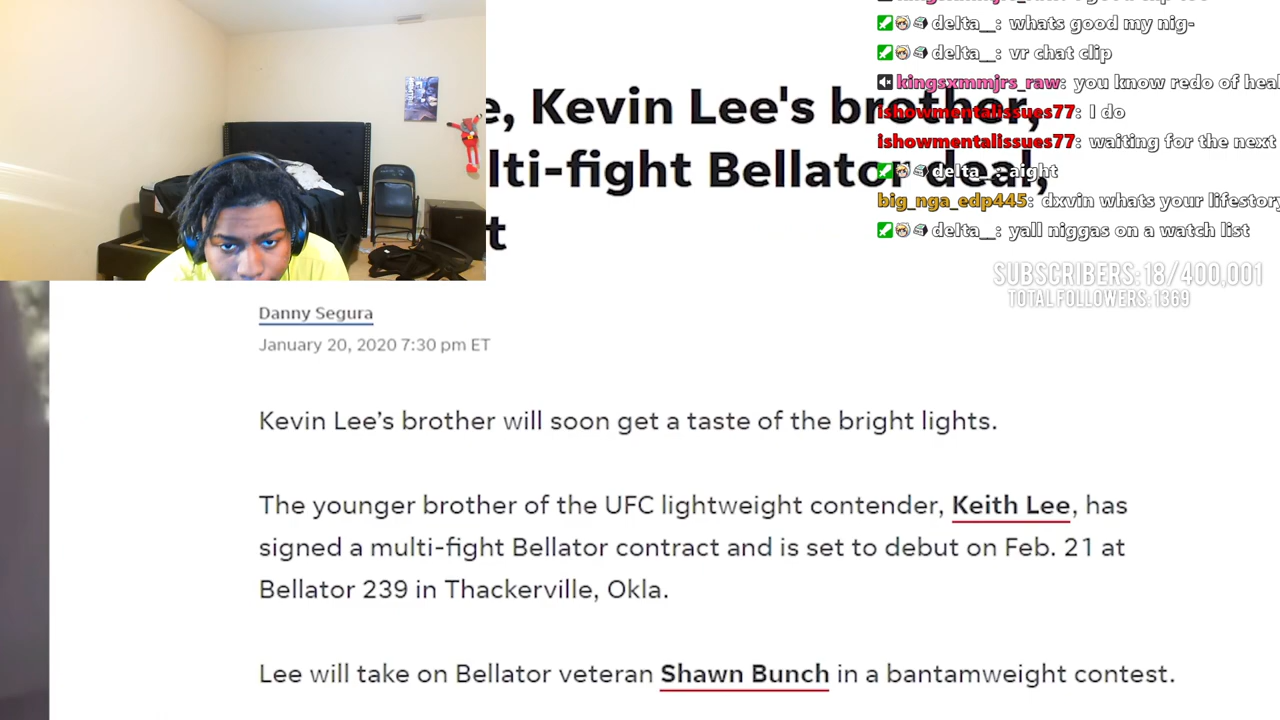 delta__: whats good my nig-
delta__: vr chat clip
kingsxmmjrs_raw: you know redo of heal
ishowmentalissues77: I do
ishowmentalissues77: waiting for the next
delta__: aight
big_nga_edp445: dxvin whats your lifestory
delta__: yall niggas on a watch list
SUBSCRIBERS: 18/400,001
TOTAL FOLLOWERS: 1369
e, Kevin Lee's brother,
lti-fight Bellator deal,
t
Danny Segura
January 20, 2020 7:30 pm ET
Kevin Lee's brother will soon get a taste of the bright lights.
The younger brother of the UFC lightweight contender, Keith Lee, has
signed a multi-fight Bellator contract and is set to debut on Feb. 21 at
Bellator 239 in Thackerville, Okla.
Lee will take on Bellator veteran Shawn Bunch in a bantamweight contest.